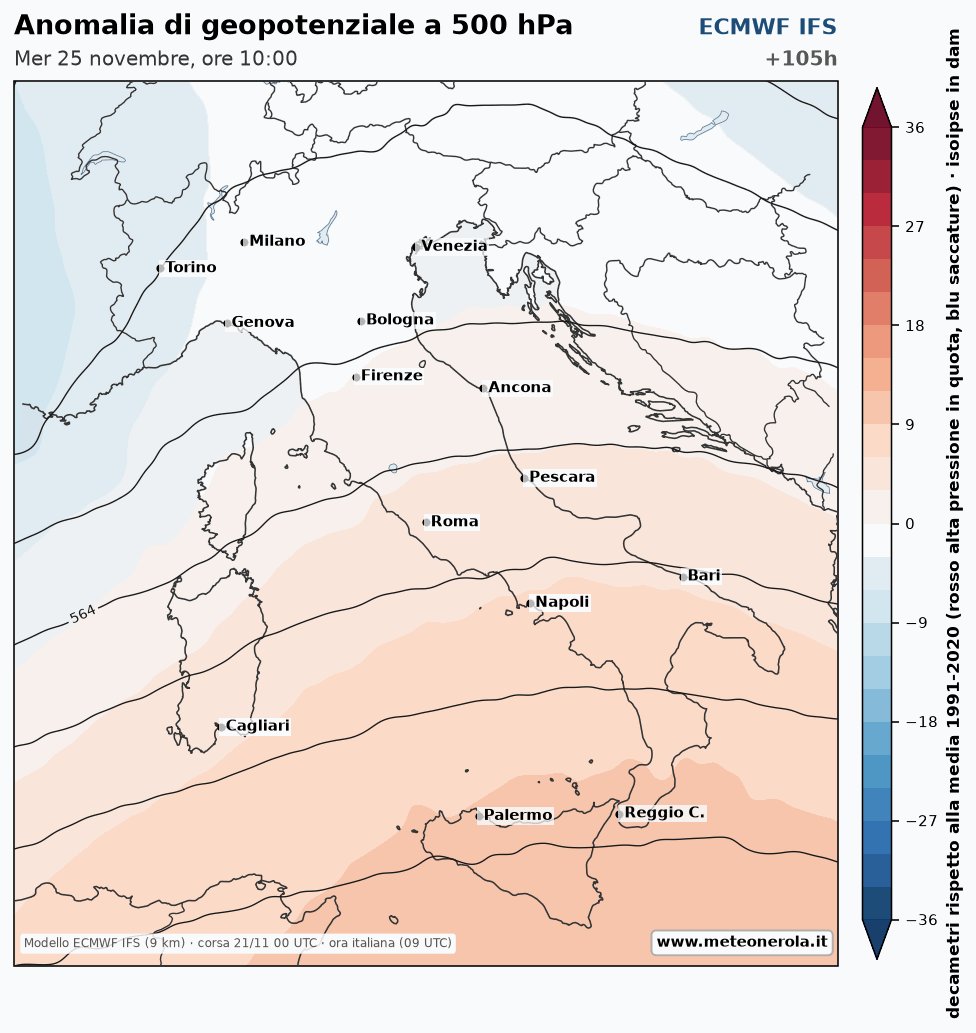 Anomalia di geopotenziale a 500 hPa
ECMWF IFS
Mer 25 novembre, ore 10:00
+105h
Milano
Venezia
Torino
Genova
Bologna
Firenze
Ancona
Pescara
Roma
Bari
Napoli
564
Cagliari
Palermo
Reggio C.
Modello ECMWF IFS (9 km) · corsa 21/11 00 UTC · ora italiana (09 UTC)
www.meteonerola.it
36
27
18
9
0
−9
−18
−27
−36
decametri rispetto alla media 1991-2020 (rosso alta pressione in quota, blu saccature) · isoipse in dam